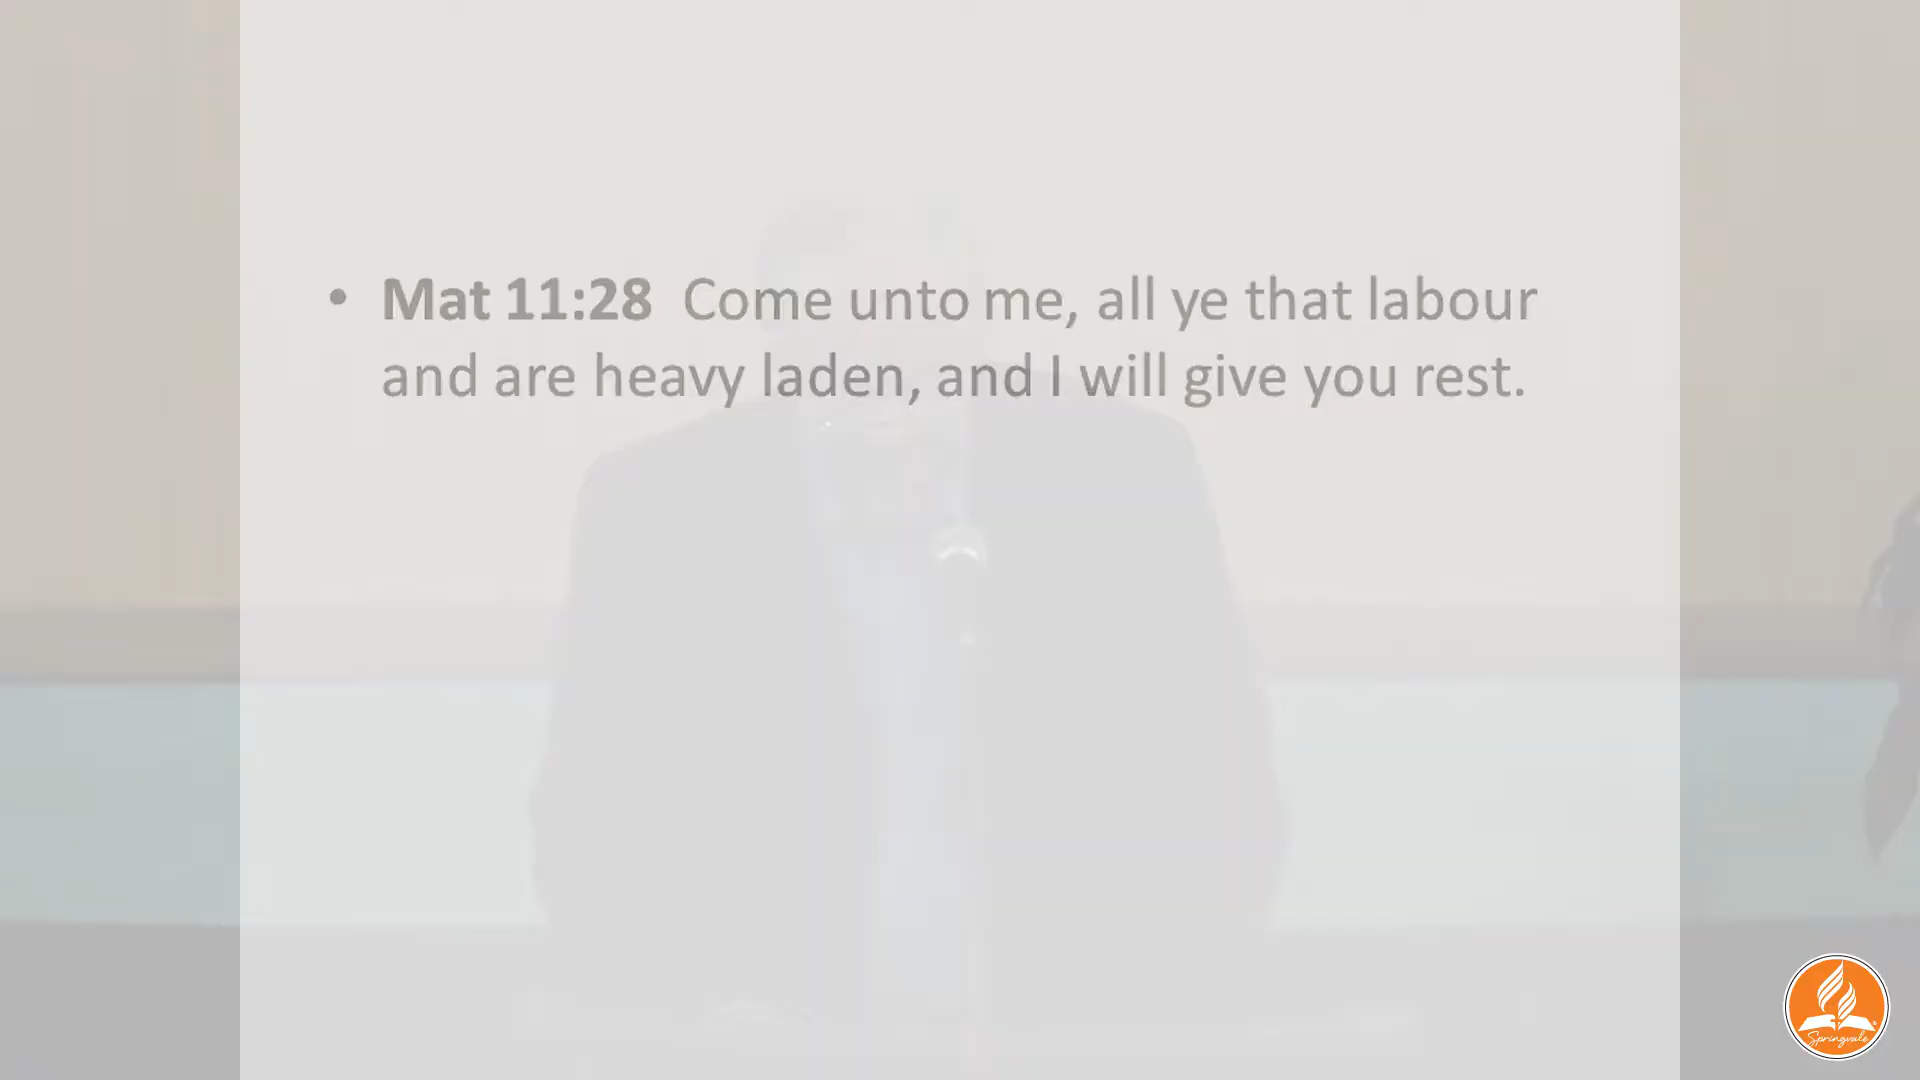 • Mat 11:28  Come unto me, all ye that labour
and are heavy laden, and I will give you rest.
Springvale